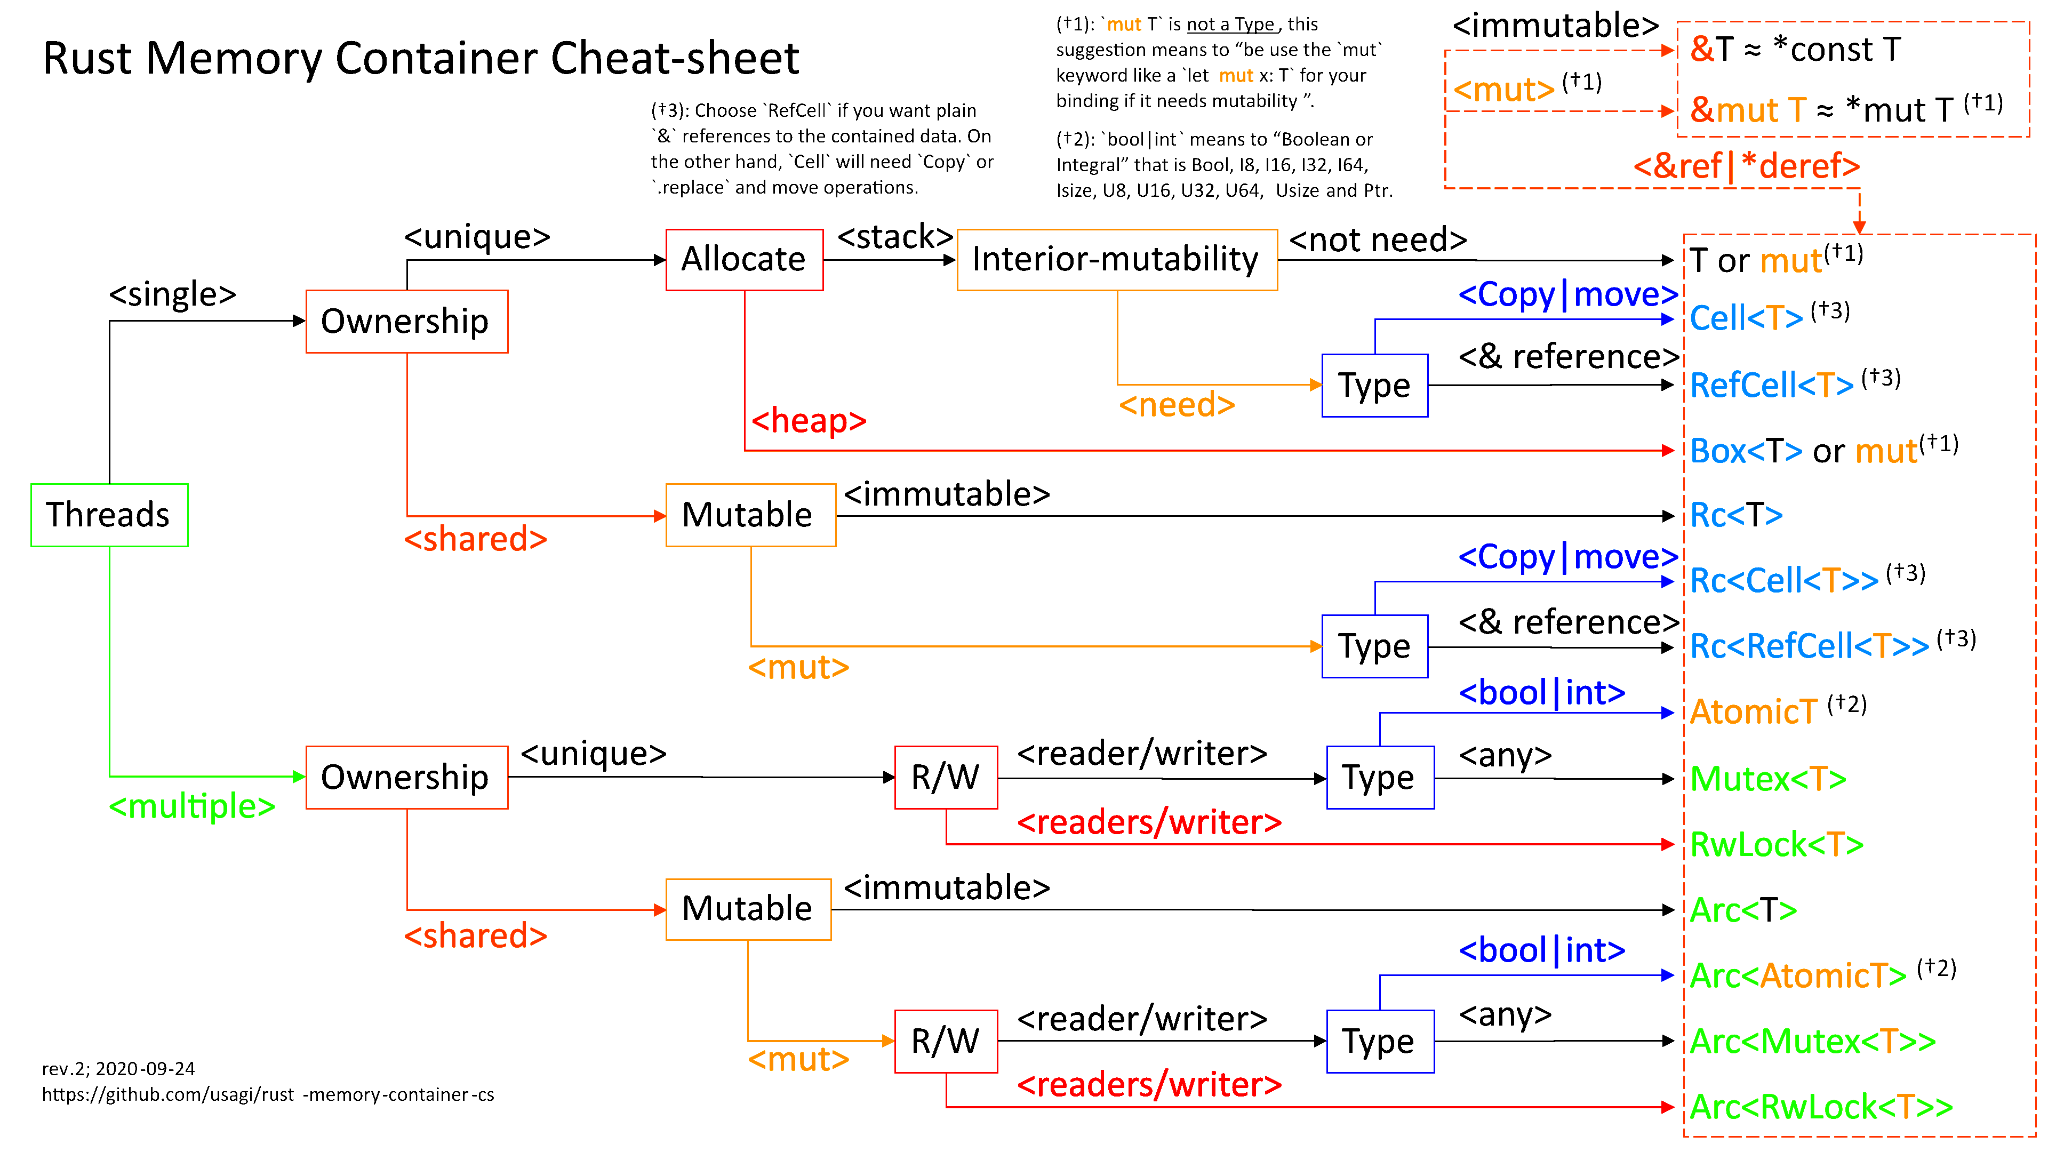 Rust Memory Container Cheat-sheet
(†3): Choose `RefCell` if you want plain
`&` references to the contained data. On
the other hand, `Cell` will need `Copy` or
`.replace` and move operations.
(†1): `mut T` is not a Type, this
suggestion means to “be use the `mut`
keyword like a `let mut x: T` for your
binding if it needs mutability ”.
(†2): `bool|int` means to “Boolean or
Integral” that is Bool, I8, I16, I32, I64,
Isize, U8, U16, U32, U64, Usize and Ptr.
<immutable>
&T ≈ *const T
<mut> (†1)
&mut T ≈ *mut T (†1)
<&ref|*deref>
Threads
<single>
Ownership
<unique>
Allocate
<stack>
Interior-mutability
<not need>
T or mut(†1)
<need>
Type
<Copy|move>
Cell<T> (†3)
<& reference>
RefCell<T> (†3)
<heap>
Box<T> or mut(†1)
<shared>
Mutable
<immutable>
Rc<T>
<mut>
Type
<Copy|move>
Rc<Cell<T>> (†3)
<& reference>
Rc<RefCell<T>> (†3)
<multiple>
Ownership
<unique>
R/W
<reader/writer>
Type
<bool|int>
AtomicT (†2)
<any>
Mutex<T>
<readers/writer>
RwLock<T>
<shared>
Mutable
<immutable>
Arc<T>
<mut>
R/W
<reader/writer>
Type
<bool|int>
Arc<AtomicT> (†2)
<any>
Arc<Mutex<T>>
<readers/writer>
Arc<RwLock<T>>
rev.2; 2020-09-24
https://github.com/usagi/rust -memory-container-cs